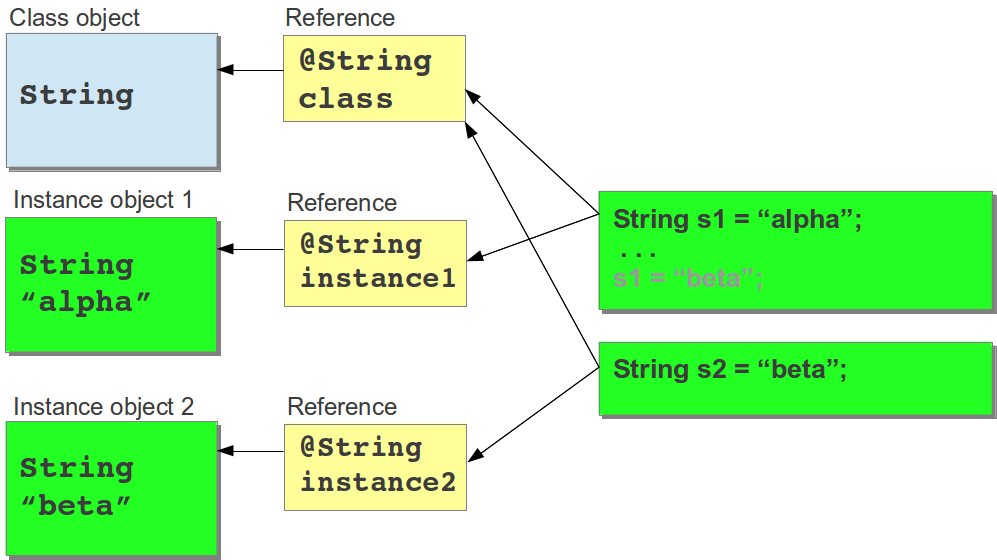 Class object
Reference
String
@String
class
Instance object 1
Reference
String
“alpha”
@String
instance1
String s1 = “alpha”;
...
s1 = “beta”;
String s2 = “beta”;
Instance object 2
Reference
String
“beta”
@String
instance2